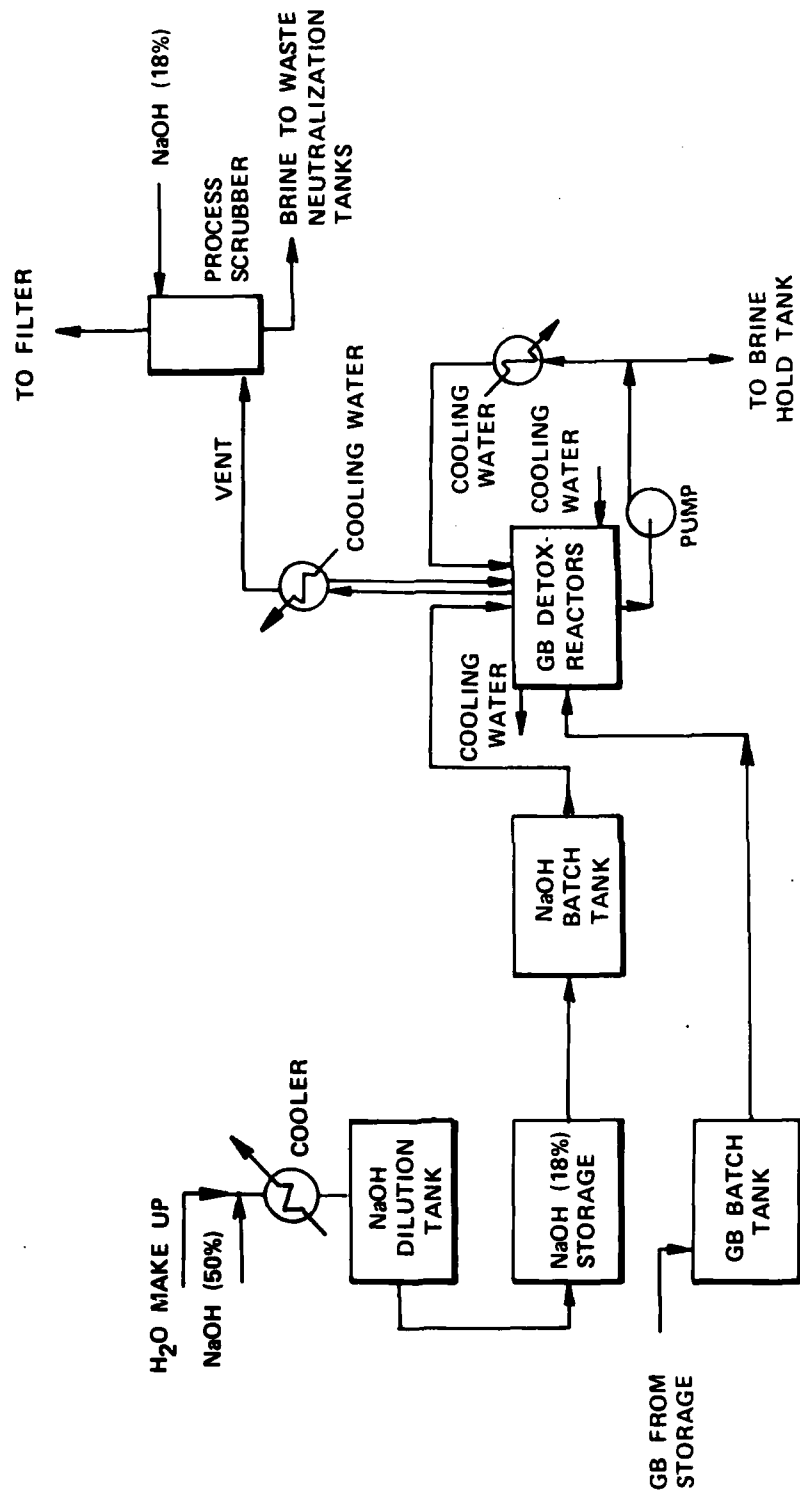 TO FILTER
NaOH (18%)
PROCESS
SCRUBBER
BRINE TO WASTE
NEUTRALIZATION
TANKS
VENT
COOLING WATER
H2O MAKE UP
NaOH (50%)
COOLER
NaOH
DILUTION
TANK
COOLING
WATER
COOLING
WATER
COOLING
WATER
NaOH (18%)
STORAGE
NaOH
BATCH
TANK
GB DETOX-
REACTORS
PUMP
TO BRINE
HOLD TANK
GB FROM
STORAGE
GB BATCH
TANK